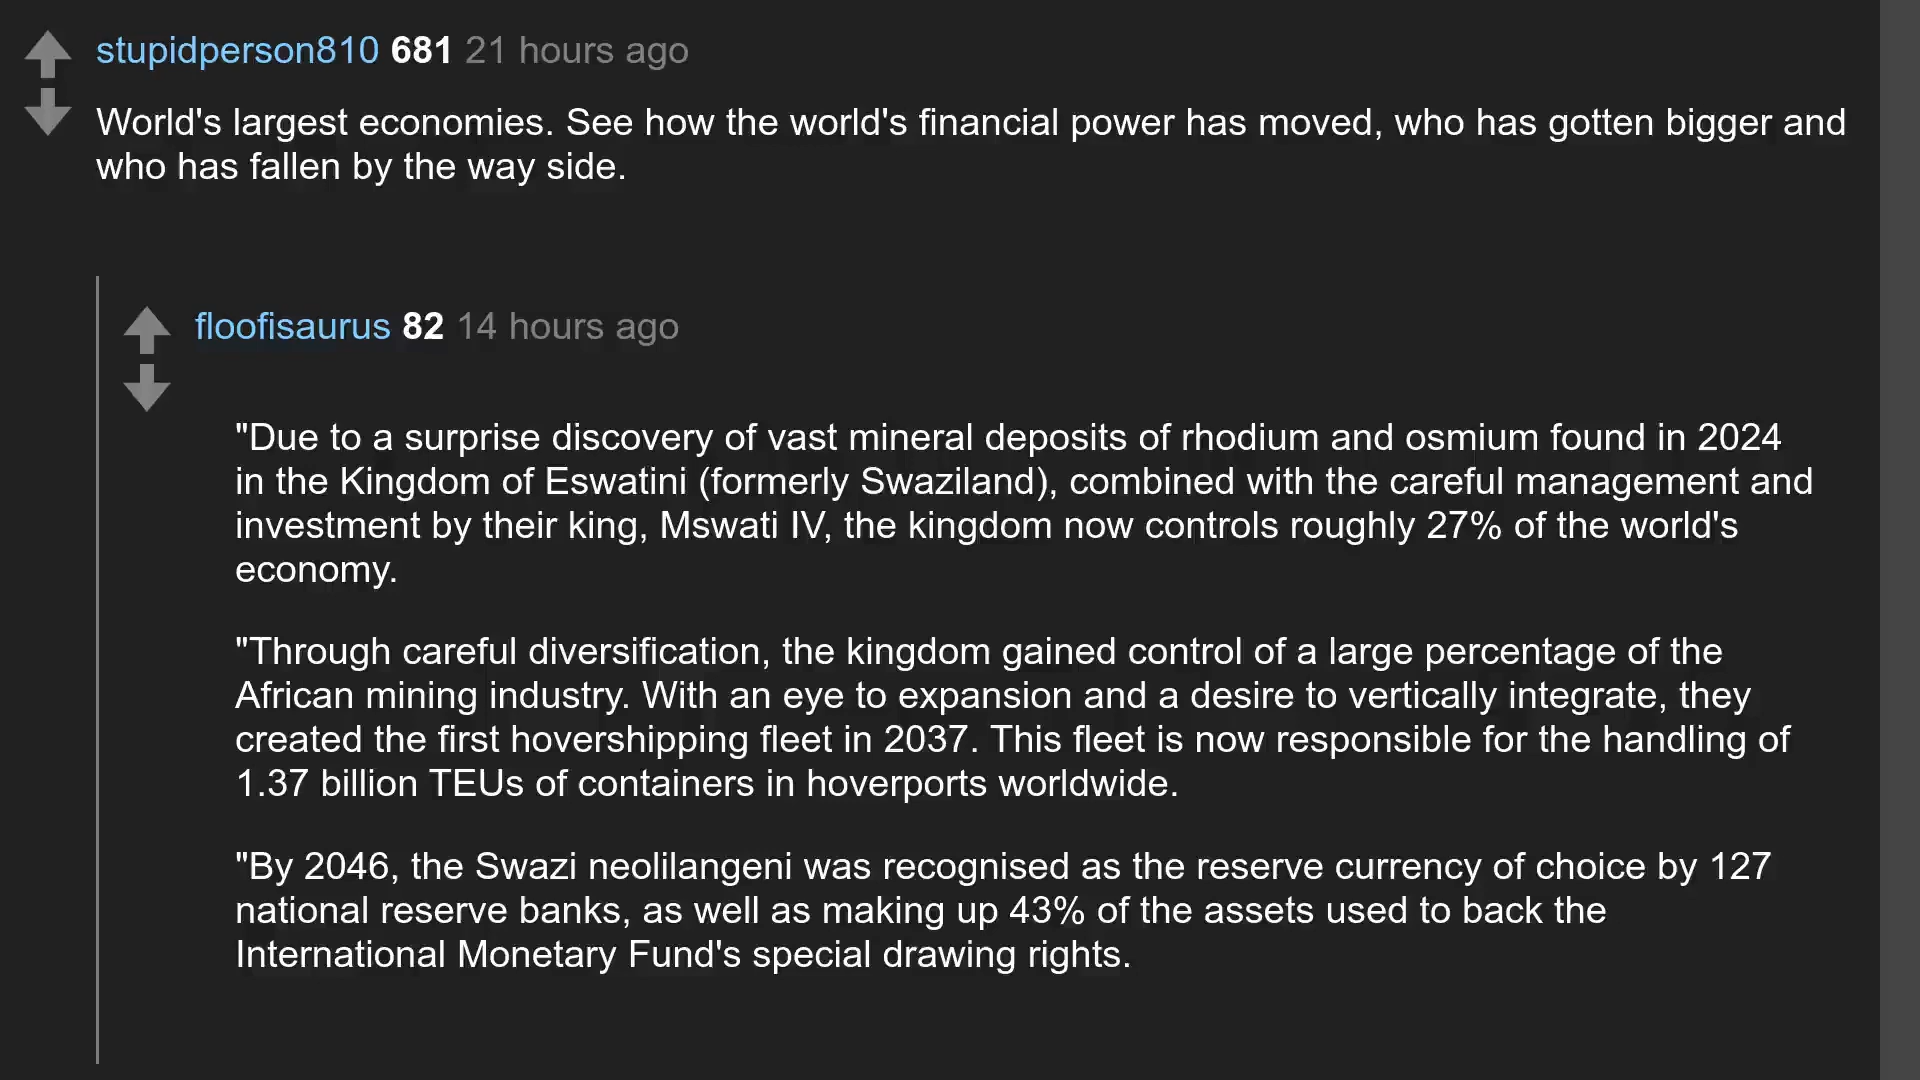 stupidperson810 681 21 hours ago
World's largest economies. See how the world's financial power has moved, who has gotten bigger and
who has fallen by the way side.
floofisaurus 82 14 hours ago
"Due to a surprise discovery of vast mineral deposits of rhodium and osmium found in 2024
in the Kingdom of Eswatini (formerly Swaziland), combined with the careful management and
investment by their king, Mswati IV, the kingdom now controls roughly 27% of the world's
economy.
"Through careful diversification, the kingdom gained control of a large percentage of the
African mining industry. With an eye to expansion and a desire to vertically integrate, they
created the first hovershipping fleet in 2037. This fleet is now responsible for the handling of
1.37 billion TEUs of containers in hoverports worldwide.
"By 2046, the Swazi neolilangeni was recognised as the reserve currency of choice by 127
national reserve banks, as well as making up 43% of the assets used to back the
International Monetary Fund's special drawing rights.